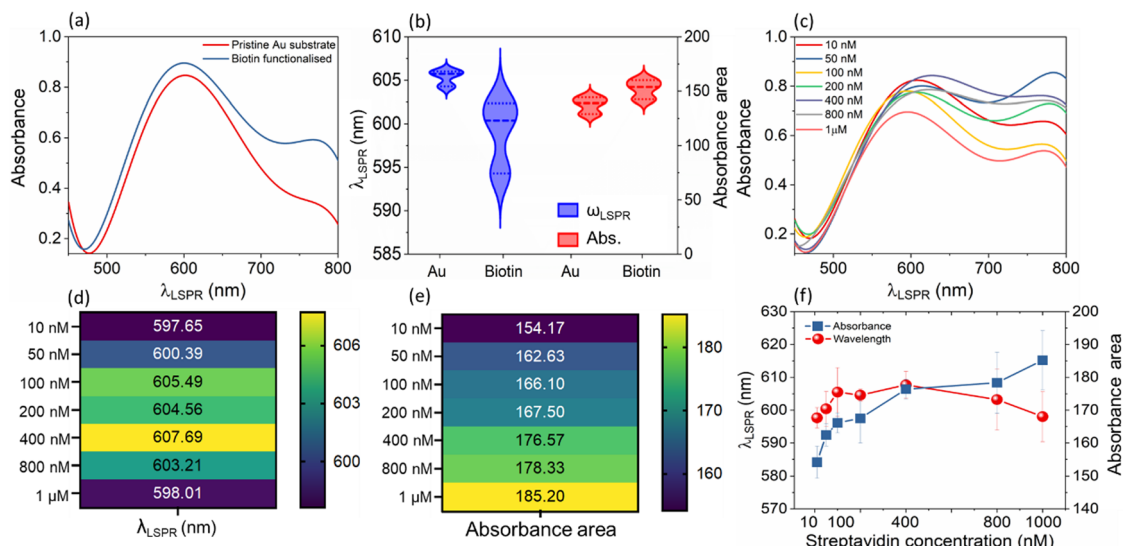 (a)
1.0
0.8
0.6
0.4
0.2
Absorbance
Pristine Au substrate
Biotin functionalised
500
600
700
800
λLSPR (nm)
(b)
610
605
600
595
590
585
λLSPR (nm)
200
150
100
50
0
Absorbance area
ωLSPR
Abs.
Au
Biotin
Au
Biotin
(c)
1.0
0.8
0.6
0.4
0.2
Absorbance
10 nM
50 nM
100 nM
200 nM
400 nM
800 nM
1μM
500
600
700
800
λLSPR (nm)
(d)
10 nM
597.65
50 nM
600.39
100 nM
605.49
200 nM
604.56
400 nM
607.69
800 nM
603.21
1 μM
598.01
606
603
600
λLSPR (nm)
(e)
10 nM
154.17
50 nM
162.63
100 nM
166.10
200 nM
167.50
400 nM
176.57
800 nM
178.33
1 μM
185.20
180
170
160
Absorbance area
(f)
630
620
610
600
590
580
570
λLSPR (nm)
Absorbance
Wavelength
200
190
180
170
160
150
140
Absorbance area
10
100
200
400
800
1000
Streptavidin concentration (nM)